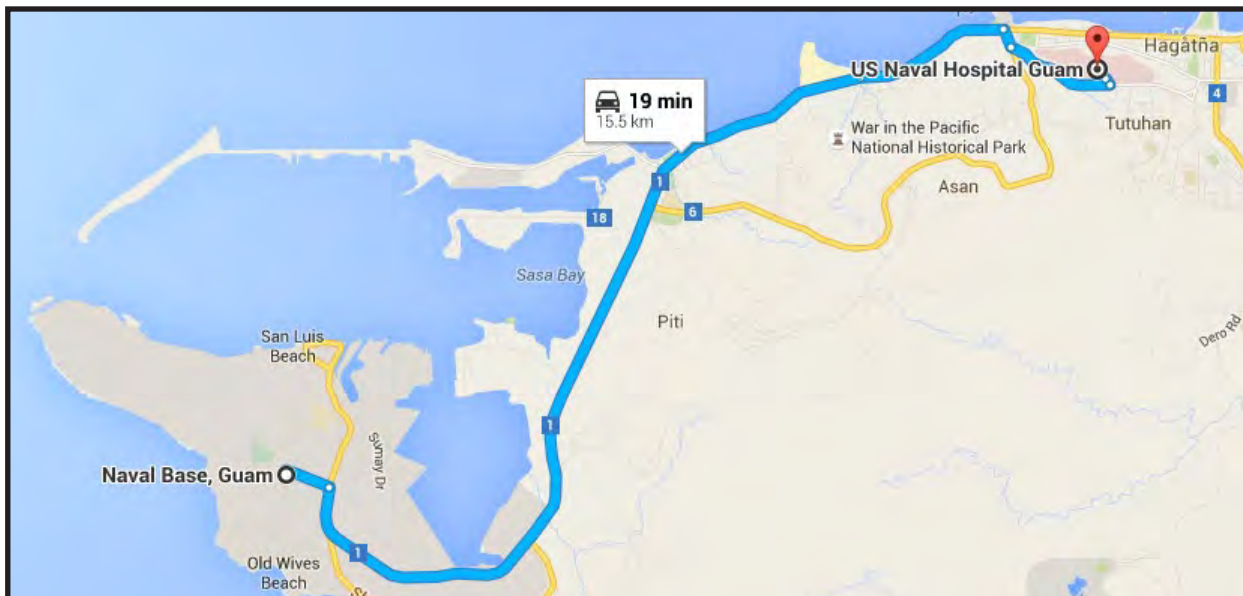 Hagåtña
US Naval Hospital Guam
4
19 min
15.5 km
Tutuhan
War in the Pacific
National Historical Park
1
Asan
18
6
Sasa Bay
Piti
San Luis
Beach
Dero Rd
1
Sumay Dr
Naval Base, Guam
1
Old Wives
Beach